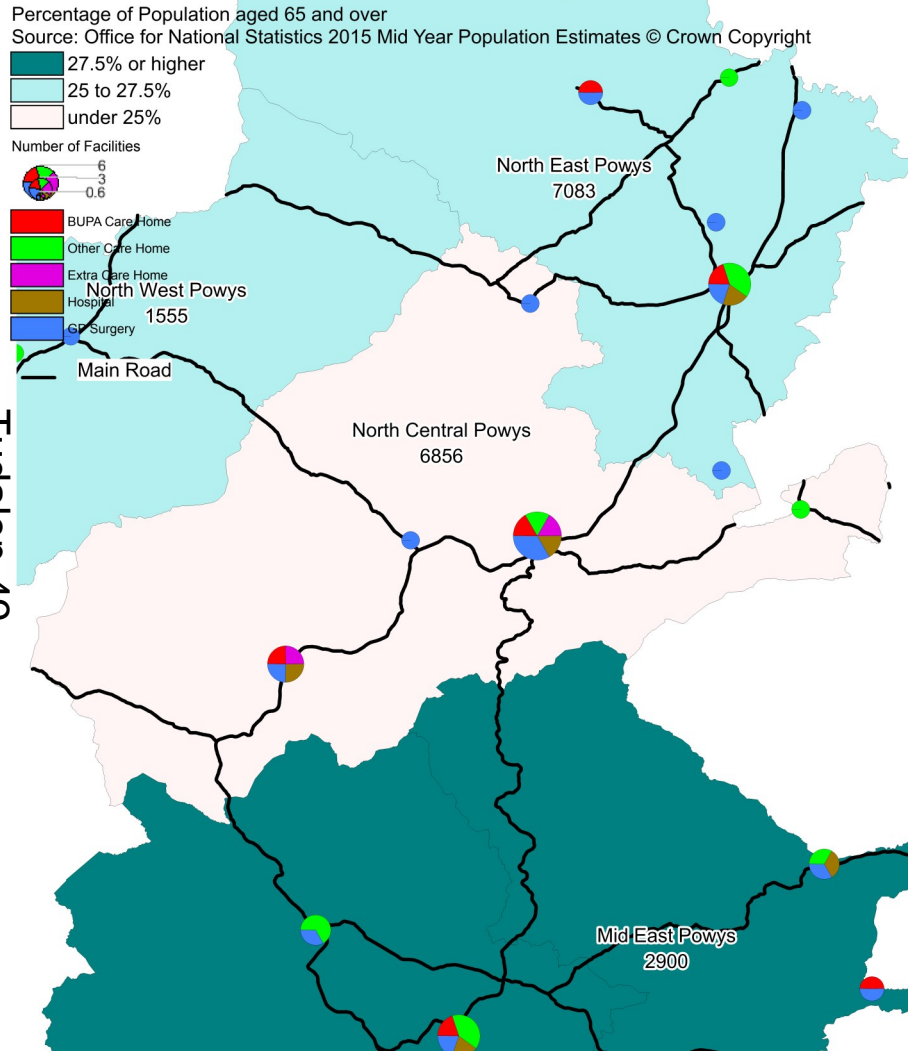 Percentage of Population aged 65 and over
Source: Office for National Statistics 2015 Mid Year Population Estimates © Crown Copyright
27.5% or higher
25 to 27.5%
under 25%
Number of Facilities
6
3
0.6
BUPA Care Home
Other Care Home
Extra Care Home
Hospital
GP Surgery
Main Road
North East Powys
7083
North West Powys
1555
North Central Powys
6856
Mid East Powys
2900